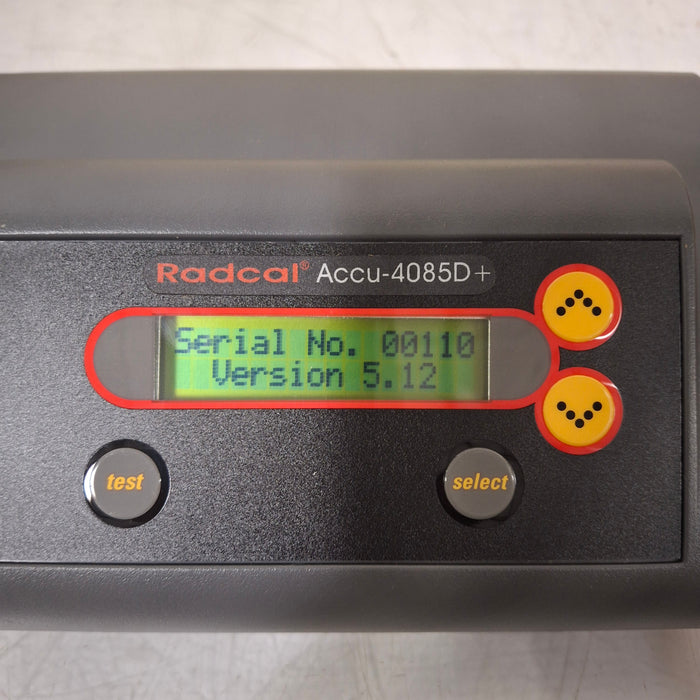 Radcal® Accu-4085D+
Serial No. 00110
Version 5.12
test
select